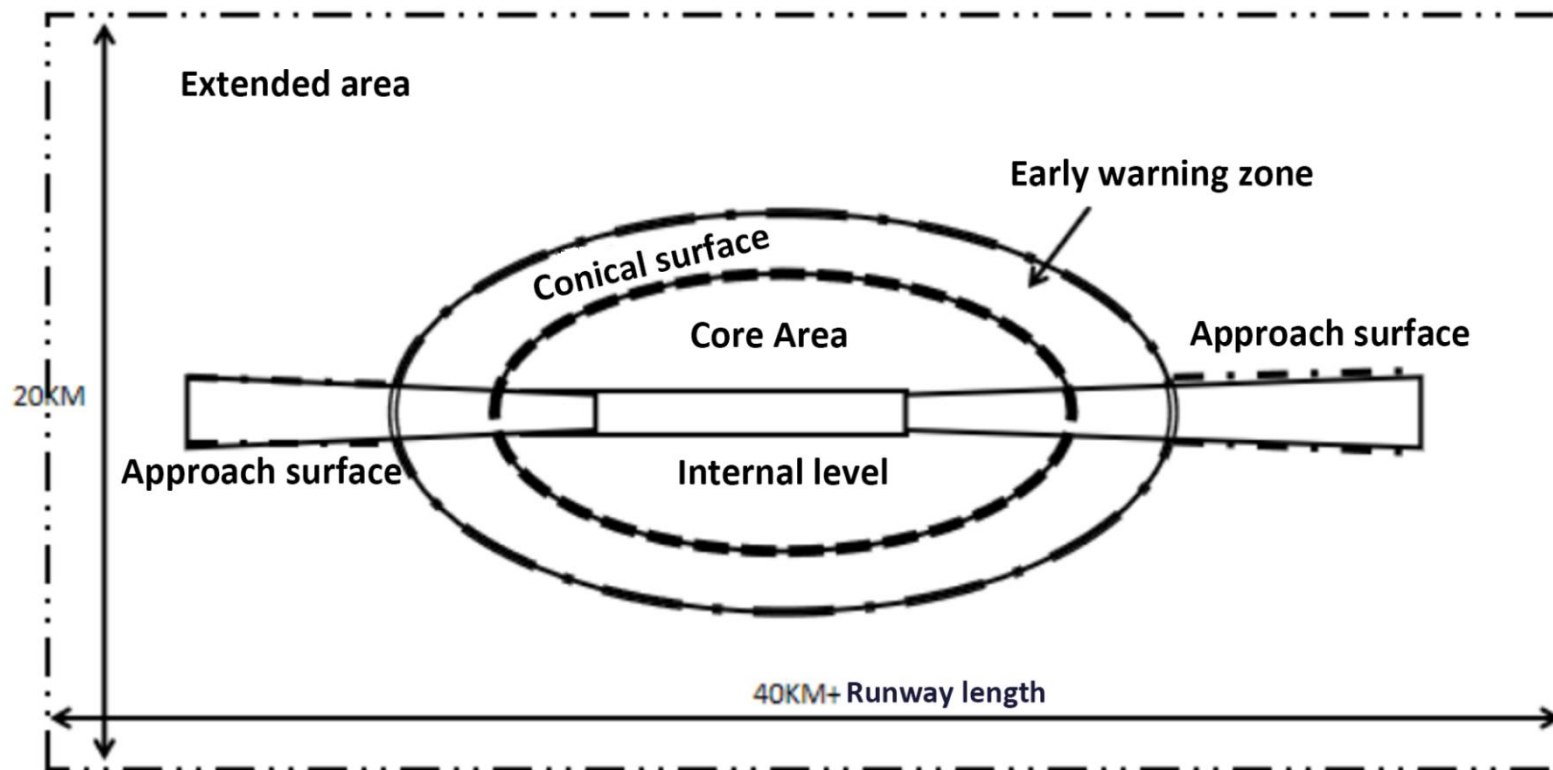 Extended area
Early warning zone
Conical surface
Core Area
Approach surface
20KM
Approach surface
Internal level
40KM+ Runway length